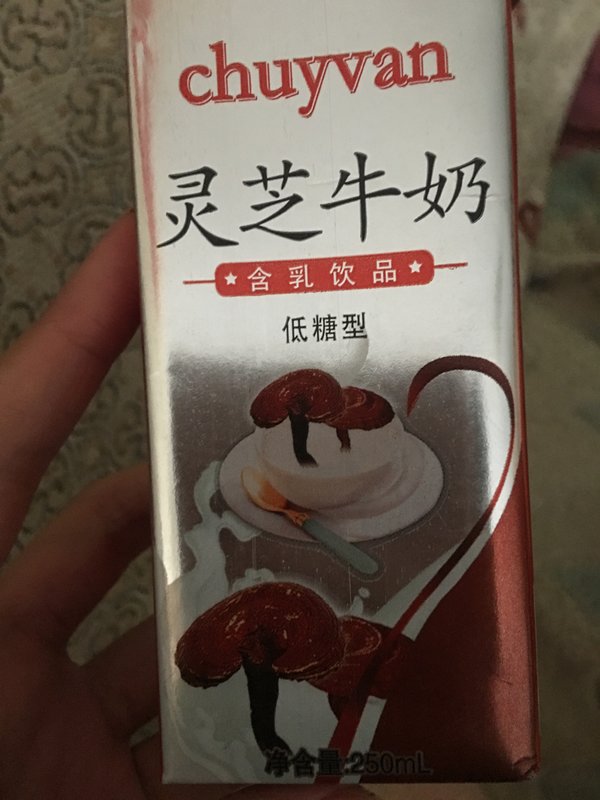 chuyvan
灵芝牛奶
含乳饮品
低糖型
净含量:250mL